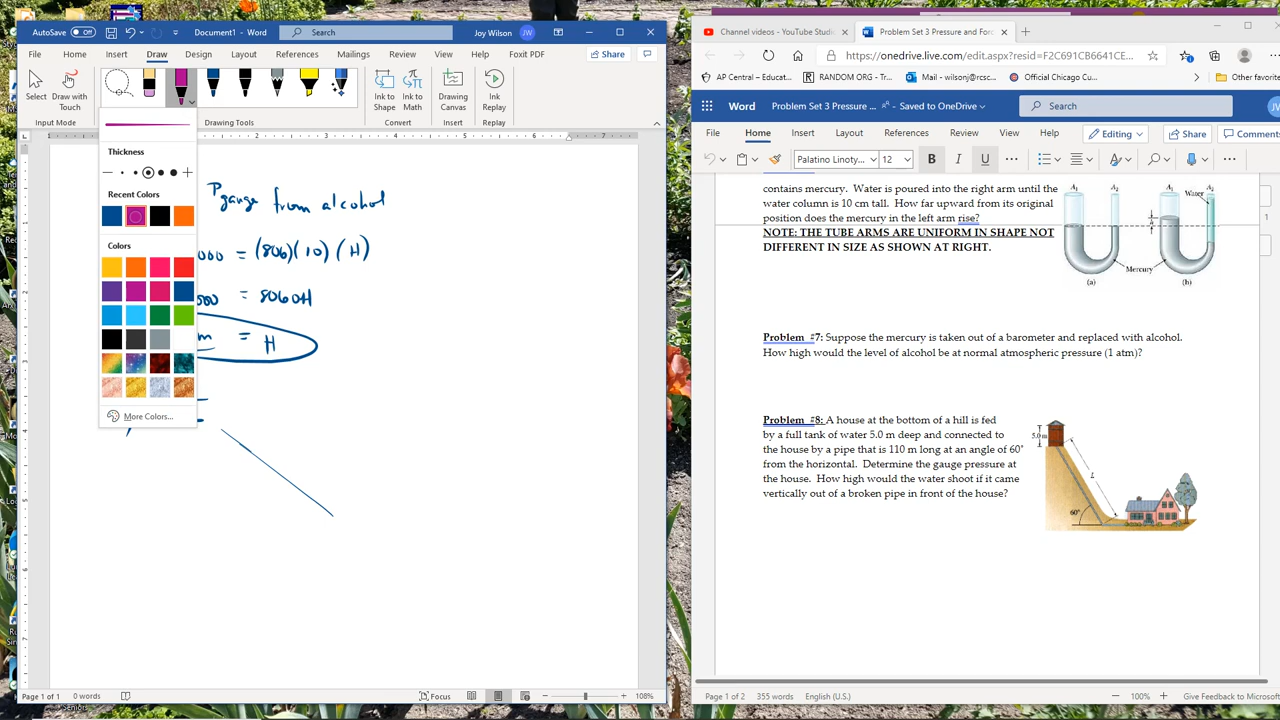 AutoSave Off Document1 - Word Search Joy Wilson JW
File Home Insert Draw Design Layout References Mailings Review View Help Foxit PDF Share
Select Draw with Touch Ink to Shape Ink to Math Drawing Canvas Ink Replay
Input Mode Drawing Tools Convert Insert Replay
Thickness
Recent Colors
Colors
More Colors...
P gauge from alcohol
000 = (806)(10)(H)
000 = 8060H
m = H
Page 1 of 1 0 words Focus 108%
Channel videos - YouTube Studio Problem Set 3 Pressure and Forc
https://onedrive.live.com/edit.aspx?resid=F2C691CB6641CE...
AP Central - Educat... RANDOM ORG - Tr... Mail - wilsonj@rcsc... Official Chicago Cu... Other favorites
Word Problem Set 3 Pressure ... - Saved to OneDrive Search JW
File Home Insert Layout References Review View Help Editing Share Comments
Palatino Linoty... 12 B I U
contains mercury. Water is poured into the right arm until the
water column is 10 cm tall. How far upward from its original
position does the mercury in the left arm rise?
NOTE: THE TUBE ARMS ARE UNIFORM IN SHAPE NOT
DIFFERENT IN SIZE AS SHOWN AT RIGHT.
A1 A2 A1 Water A2
h
Mercury
(a) (b)
Problem #7: Suppose the mercury is taken out of a barometer and replaced with alcohol.
How high would the level of alcohol be at normal atmospheric pressure (1 atm)?
Problem #8: A house at the bottom of a hill is fed
by a full tank of water 5.0 m deep and connected to
the house by a pipe that is 110 m long at an angle of 60°
from the horizontal. Determine the gauge pressure at
the house. How high would the water shoot if it came
vertically out of a broken pipe in front of the house?
5.0 m
L
60°
Page 1 of 2 355 words English (U.S.) 100% Give Feedback to Microsoft